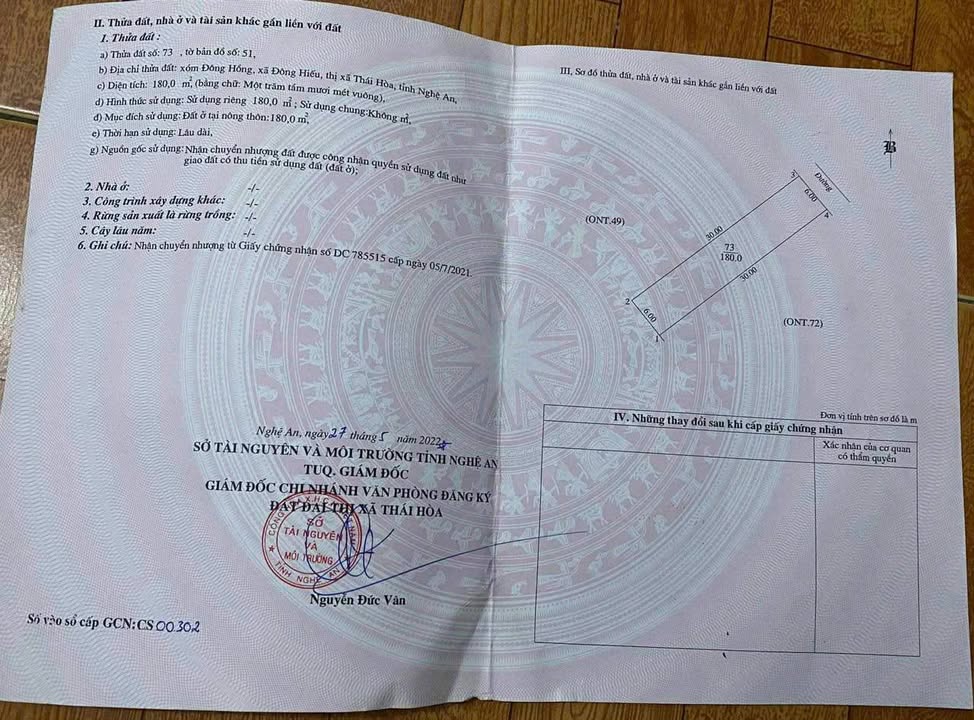 II. Thửa đất, nhà ở và tài sản khác gắn liền với đất
1. Thửa đất :
a) Thửa đất số: 73 , tờ bản đồ số: 51,
b) Địa chỉ thửa đất: xóm Đông Hồng, xã Đông Hiếu, thị xã Thái Hòa, tỉnh Nghệ An,
c) Diện tích: 180,0 m², (bằng chữ: Một trăm tám mươi mét vuông),
d) Hình thức sử dụng: Sử dụng riêng 180,0 m² ; Sử dụng chung:Không m²,
đ) Mục đích sử dụng: Đất ở tại nông thôn:180,0 m²,
e) Thời hạn sử dụng: Lâu dài,
g) Nguồn gốc sử dụng:Nhận chuyển nhượng đất được công nhận quyền sử dụng đất như
giao đất có thu tiền sử dụng đất (đất ở);
2. Nhà ở: -/-
3. Công trình xây dựng khác: -/-
4. Rừng sản xuất là rừng trồng: -/-
5. Cây lâu năm: -/-
6. Ghi chú: Nhận chuyển nhượng từ Giấy chứng nhận số DC 785515 cấp ngày 05/7/2021.
Nghệ An, ngày 27 tháng 5 năm 2022
SỞ TÀI NGUYÊN VÀ MÔI TRƯỜNG TỈNH NGHỆ AN
TUQ. GIÁM ĐỐC
GIÁM ĐỐC CHI NHÁNH VĂN PHÒNG ĐĂNG KÝ
ĐẤT ĐAI THỊ XÃ THÁI HÒA
SỞ
TÀI NGUYÊN
VÀ
MÔI TRƯỜNG
TỈNH NGHỆ AN
Nguyễn Đức Vân
Số vào sổ cấp GCN: CS 00302
III, Sơ đồ thửa đất, nhà ở và tài sản khác gắn liền với đất
B
Đường
3
6.00
4
(ONT.49)
30.00
73
180.0
30.00
2
6.00
1
(ONT.72)
Đơn vị tính trên sơ đồ là m
IV. Những thay đổi sau khi cấp giấy chứng nhận
Xác nhận của cơ quan
có thẩm quyền